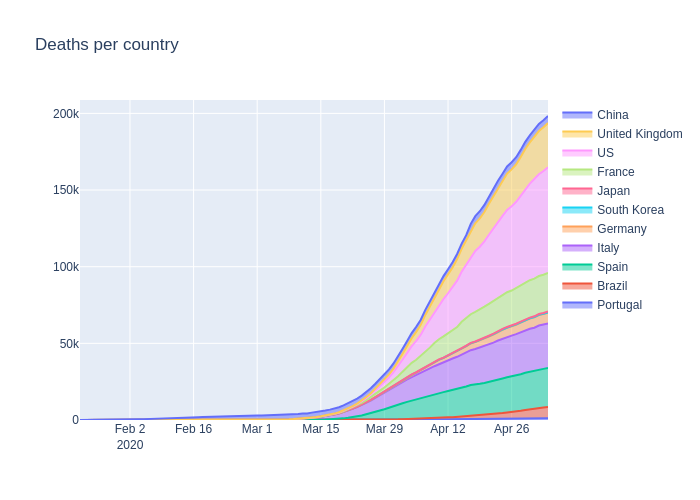 Deaths per country
200k
150k
100k
50k
0
Feb 2
2020
Feb 16
Mar 1
Mar 15
Mar 29
Apr 12
Apr 26
China
United Kingdom
US
France
Japan
South Korea
Germany
Italy
Spain
Brazil
Portugal